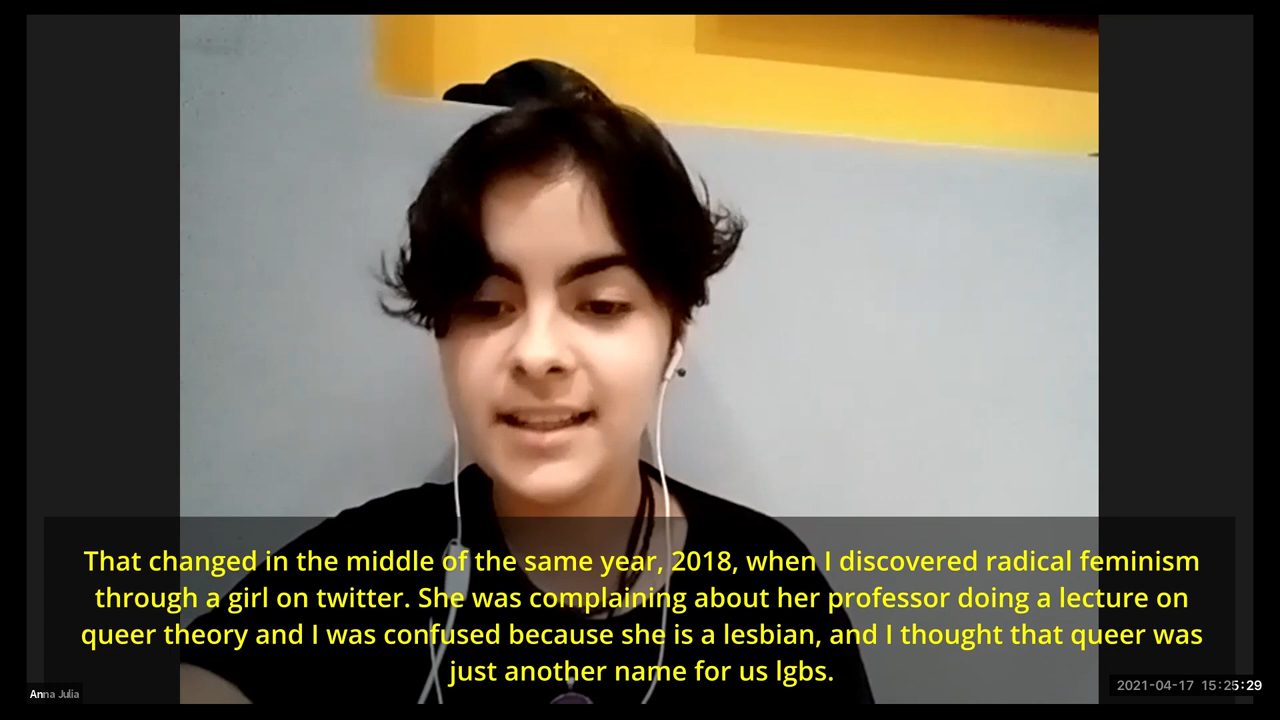 That changed in the middle of the same year, 2018, when I discovered radical feminism
through a girl on twitter. She was complaining about her professor doing a lecture on
queer theory and I was confused because she is a lesbian, and I thought that queer was
just another name for us lgbs.
Anna Julia
2021-04-17 15:25:29